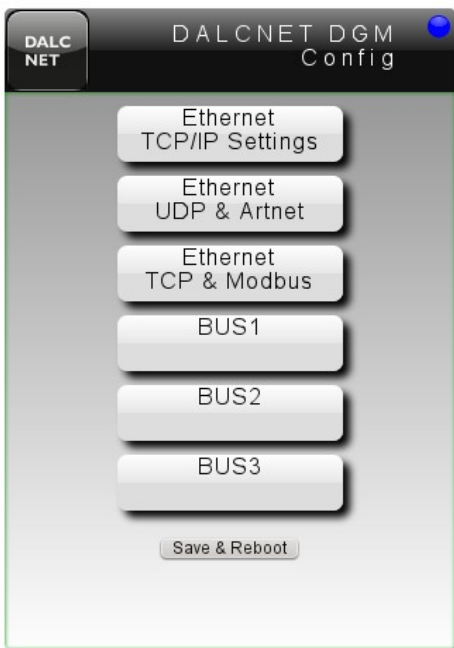 DALC
NET
DALCNET DGM
Config
Ethernet
TCP/IP Settings
Ethernet
UDP & Artnet
Ethernet
TCP & Modbus
BUS1
BUS2
BUS3
Save & Reboot